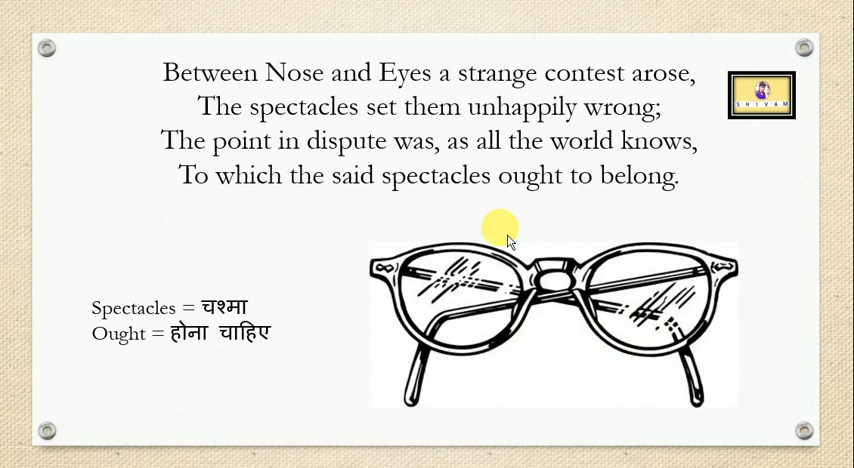 Between Nose and Eyes a strange contest arose,
The spectacles set them unhappily wrong;
The point in dispute was, as all the world knows,
To which the said spectacles ought to belong.
SHIVAM
Spectacles = चश्मा
Ought = होना चाहिए